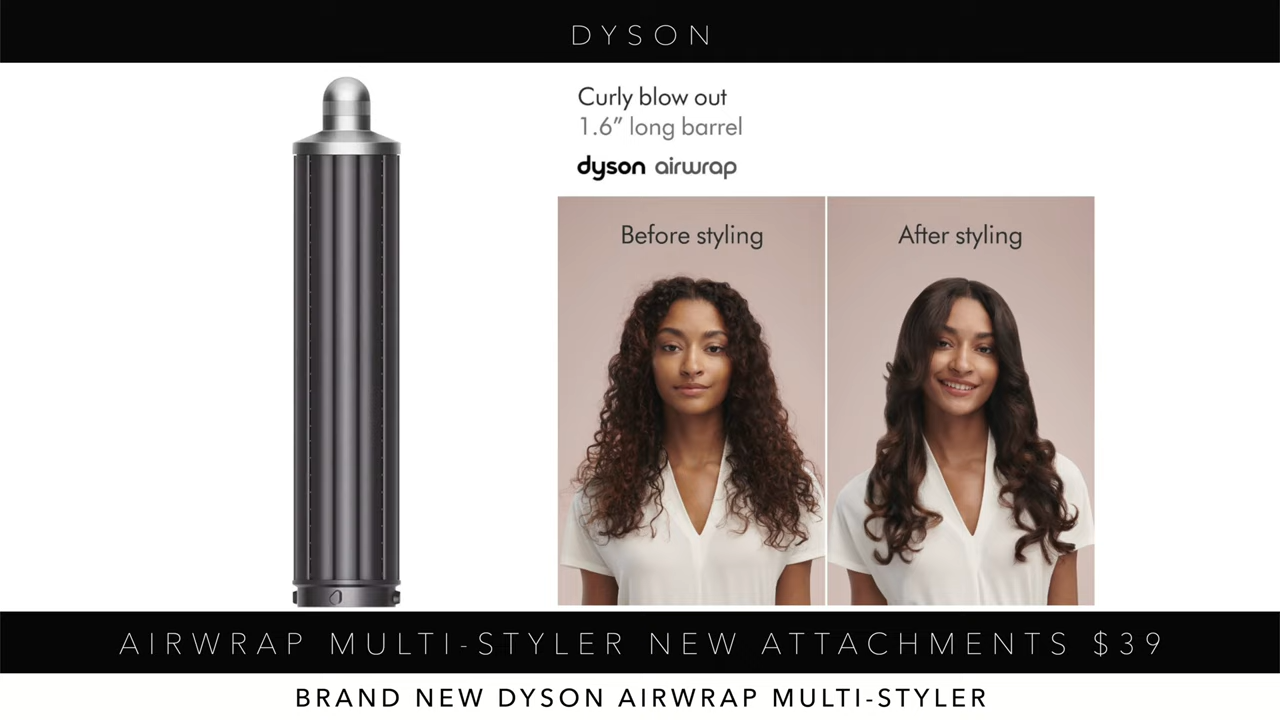 DYSON
Curly blow out
1.6” long barrel
dyson airwrap
Before styling
After styling
AIRWRAP MULTI-STYLER NEW ATTACHMENTS $39
BRAND NEW DYSON AIRWRAP MULTI-STYLER